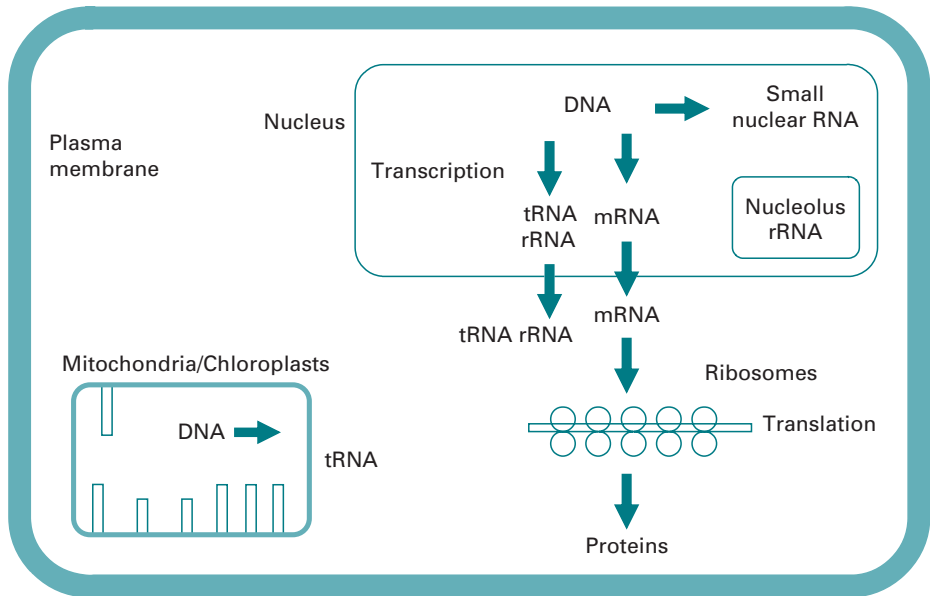 Plasma
membrane
Nucleus
DNA
Small
nuclear RNA
Transcription
tRNA
rRNA
mRNA
Nucleolus
rRNA
tRNA rRNA
mRNA
Mitochondria/Chloroplasts
DNA
tRNA
Ribosomes
Translation
Proteins